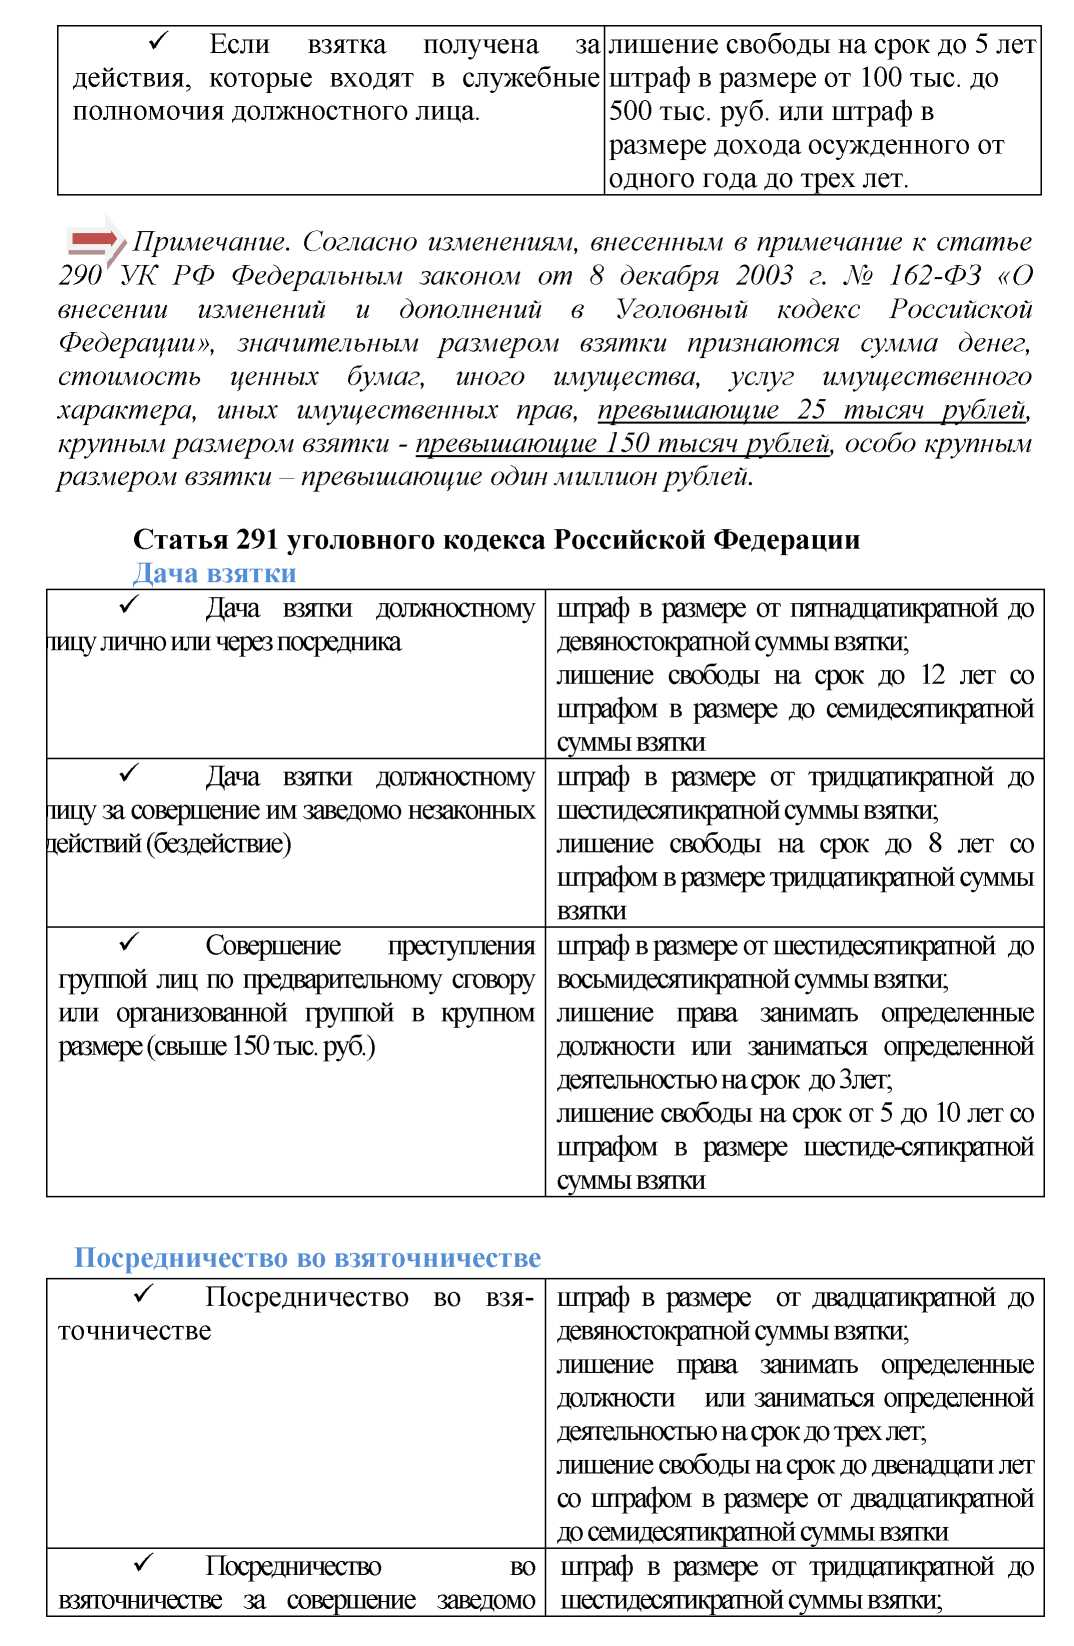 ✓ Если взятка получена за
действия, которые входят в служебные
полномочия должностного лица.
лишение свободы на срок до 5 лет
штраф в размере от 100 тыс. до
500 тыс. руб. или штраф в
размере дохода осужденного от
одного года до трех лет.
Примечание. Согласно изменениям, внесенным в примечание к статье
290 УК РФ Федеральным законом от 8 декабря 2003 г. № 162-ФЗ «О
внесении изменений и дополнений в Уголовный кодекс Российской
Федерации», значительным размером взятки признаются сумма денег,
стоимость ценных бумаг, иного имущества, услуг имущественного
характера, иных имущественных прав, превышающие 25 тысяч рублей,
крупным размером взятки - превышающие 150 тысяч рублей, особо крупным
размером взятки – превышающие один миллион рублей.
Статья 291 уголовного кодекса Российской Федерации
Дача взятки
✓ Дача взятки должностному
лицу лично или через посредника
штраф в размере от пятнадцатикратной до
девяностократной суммы взятки;
лишение свободы на срок до 12 лет со
штрафом в размере до семидесятикратной
суммы взятки
✓ Дача взятки должностному
лицу за совершение им заведомо незаконных
действий (бездействие)
штраф в размере от тридцатикратной до
шестидесятикратной суммы взятки;
лишение свободы на срок до 8 лет со
штрафом в размере тридцатикратной суммы
взятки
✓ Совершение преступления
группой лиц по предварительному сговору
или организованной группой в крупном
размере (свыше 150 тыс. руб.)
штраф в размере от шестидесятикратной до
восьмидесятикратной суммы взятки;
лишение права занимать определенные
должности или заниматься определенной
деятельностью на срок до 3лет;
лишение свободы на срок от 5 до 10 лет со
штрафом в размере шестиде-сятикратной
суммы взятки
Посредничество во взяточничестве
✓ Посредничество во взя-
точничестве
штраф в размере от двадцатикратной до
девяностократной суммы взятки;
лишение права занимать определенные
должности или заниматься определенной
деятельностью на срок до трех лет;
лишение свободы на срок до двенадцати лет
со штрафом в размере от двадцатикратной
до семидесятикратной суммы взятки
✓ Посредничество во
взяточничестве за совершение заведомо
штраф в размере от тридцатикратной до
шестидесятикратной суммы взятки;